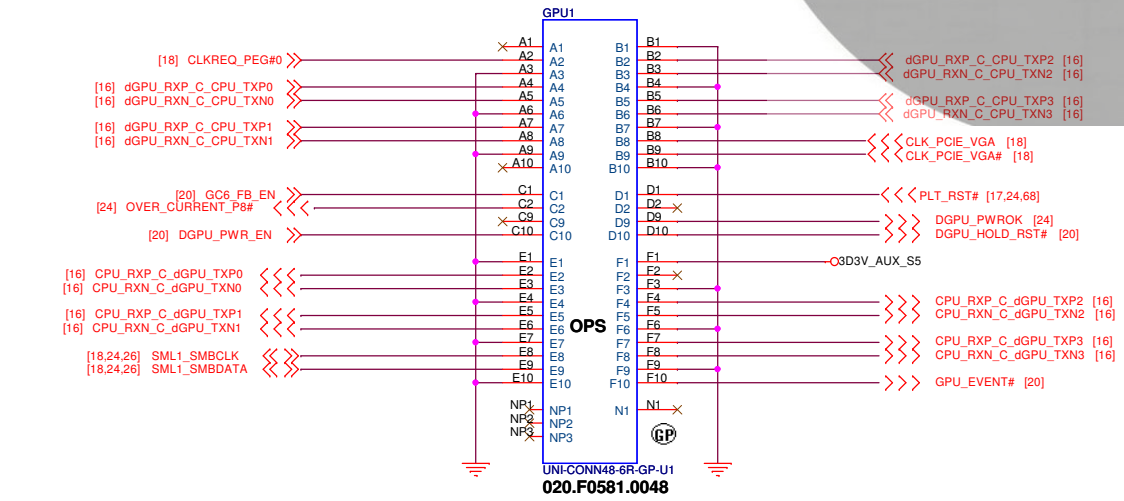 GPU1
A1 A1 B1 B1
[18] CLKREQ_PEG#0 A2 A2 B2 B2 dGPU_RXP_C_CPU_TXP2 [16]
A3 A3 B3 B3 dGPU_RXN_C_CPU_TXN2 [16]
[16] dGPU_RXP_C_CPU_TXP0 A4 A4 B4 B4
[16] dGPU_RXN_C_CPU_TXN0 A5 A5 B5 B5 dGPU_RXP_C_CPU_TXP3 [16]
A6 A6 B6 B6 dGPU_RXN_C_CPU_TXN3 [16]
[16] dGPU_RXP_C_CPU_TXP1 A7 A7 B7 B7
[16] dGPU_RXN_C_CPU_TXN1 A8 A8 B8 B8 CLK_PCIE_VGA [18]
A9 A9 B9 B9 CLK_PCIE_VGA# [18]
A10 A10 B10 B10
[20] GC6_FB_EN C1 C1 D1 D1 PLT_RST# [17,24,68]
[24] OVER_CURRENT_P8# C2 C2 D2 D2
C9 C9 D9 D9 DGPU_PWROK [24]
[20] DGPU_PWR_EN C10 C10 D10 D10 DGPU_HOLD_RST# [20]
E1 E1 F1 F1 3D3V_AUX_S5
[16] CPU_RXP_C_dGPU_TXP0 E2 E2 F2 F2
[16] CPU_RXN_C_dGPU_TXN0 E3 E3 F3 F3
E4 E4 F4 F4 CPU_RXP_C_dGPU_TXP2 [16]
[16] CPU_RXP_C_dGPU_TXP1 E5 E5 F5 F5 CPU_RXN_C_dGPU_TXN2 [16]
[16] CPU_RXN_C_dGPU_TXN1 E6 E6 OPS F6 F6
E7 E7 F7 F7 CPU_RXP_C_dGPU_TXP3 [16]
[18,24,26] SML1_SMBCLK E8 E8 F8 F8 CPU_RXN_C_dGPU_TXN3 [16]
[18,24,26] SML1_SMBDATA E9 E9 F9 F9
E10 E10 F10 F10 GPU_EVENT# [20]
NP1 NP1 N1 N1
NP2 NP2
NP3 NP3 GP
UNI-CONN48-6R-GP-U1
020.F0581.0048